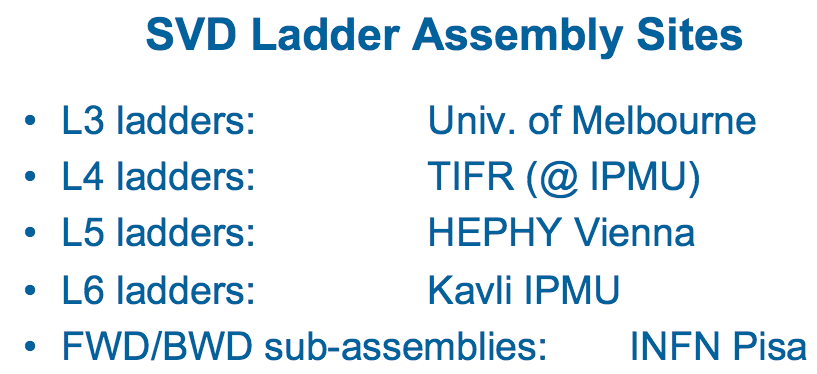 SVD Ladder Assembly Sites
• L3 ladders: Univ. of Melbourne
• L4 ladders: TIFR (@ IPMU)
• L5 ladders: HEPHY Vienna
• L6 ladders: Kavli IPMU
• FWD/BWD sub-assemblies: INFN Pisa